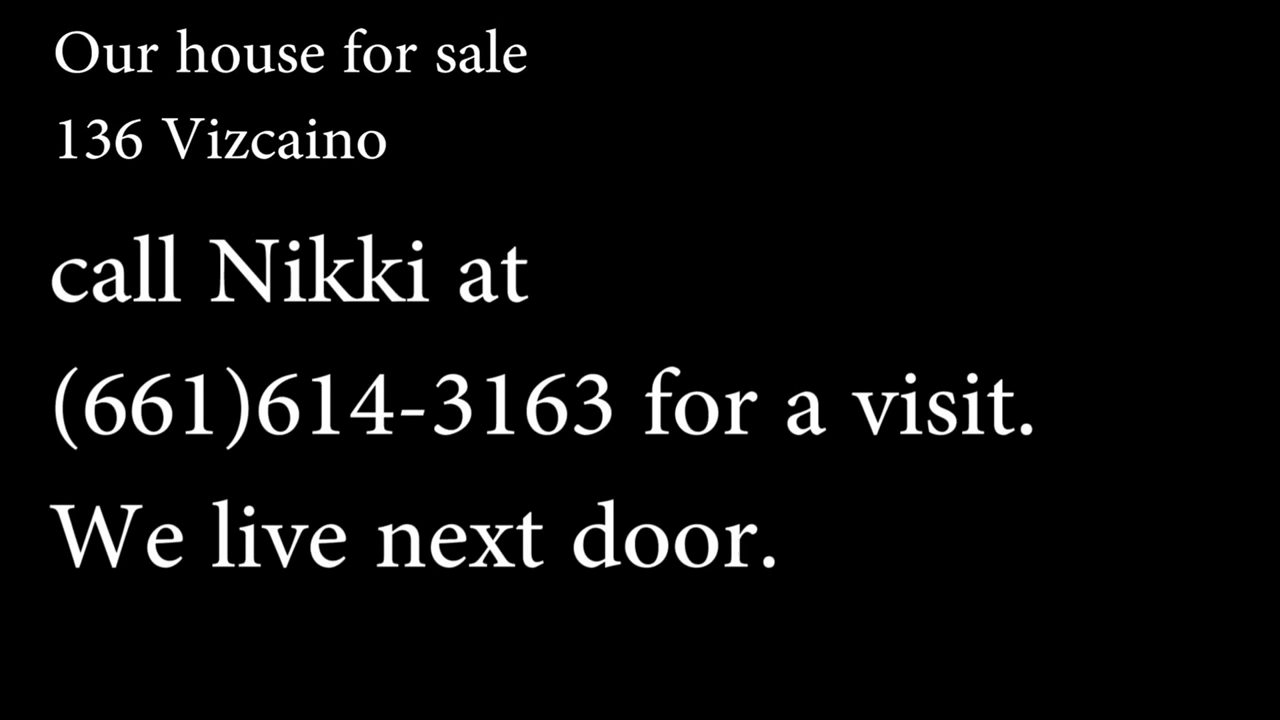 Our house for sale
136 Vizcaino
call Nikki at
(661)614-3163 for a visit.
We live next door.